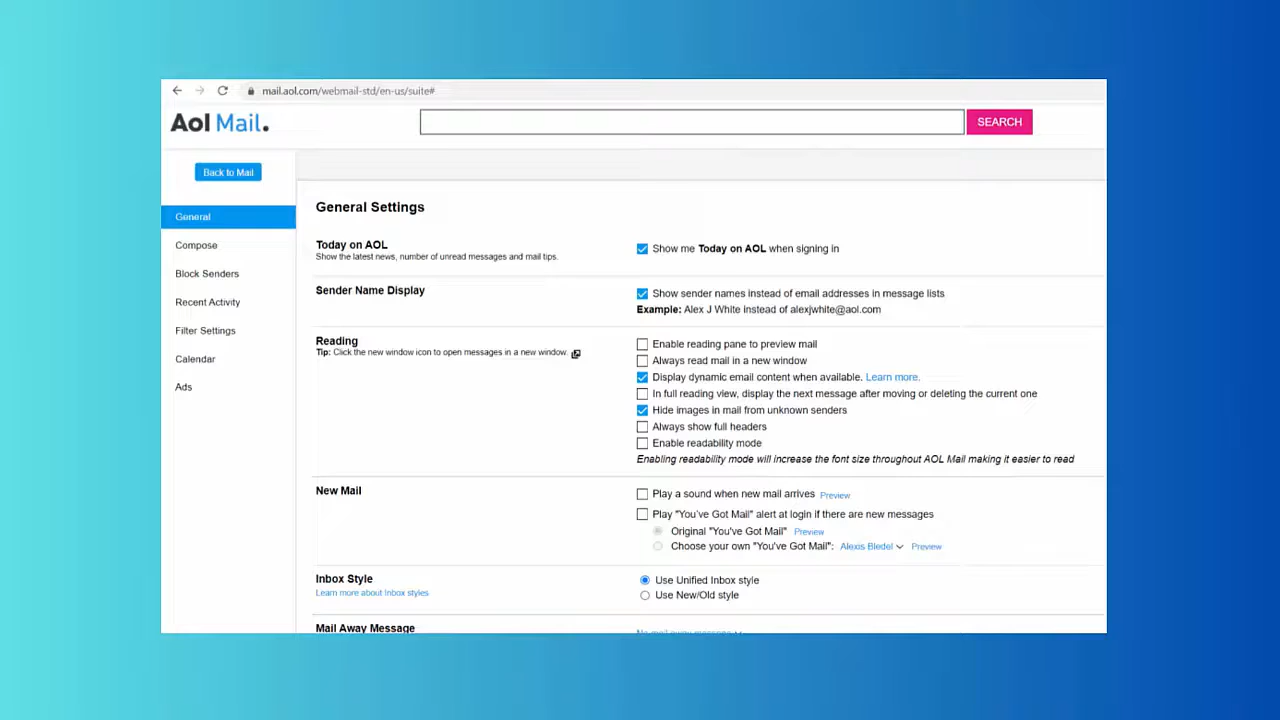 mail.aol.com/webmail-std/en-us/suite#
Aol Mail.
SEARCH
Back to Mail
General
Compose
Block Senders
Recent Activity
Filter Settings
Calendar
Ads
General Settings
Today on AOL
Show the latest news, number of unread messages and mail tips.
Show me Today on AOL when signing in
Sender Name Display
Show sender names instead of email addresses in message lists
Example: Alex J White instead of alexjwhite@aol.com
Reading
Tip: Click the new window icon to open messages in a new window.
Enable reading pane to preview mail
Always read mail in a new window
Display dynamic email content when available. Learn more.
In full reading view, display the next message after moving or deleting the current one
Hide images in mail from unknown senders
Always show full headers
Enable readability mode
Enabling readability mode will increase the font size throughout AOL Mail making it easier to read
New Mail
Play a sound when new mail arrives Preview
Play "You've Got Mail" alert at login if there are new messages
Original "You've Got Mail" Preview
Choose your own "You've Got Mail": Alexis Bledel Preview
Inbox Style
Learn more about Inbox styles
Use Unified Inbox style
Use New/Old style
Mail Away Message
No mail away message